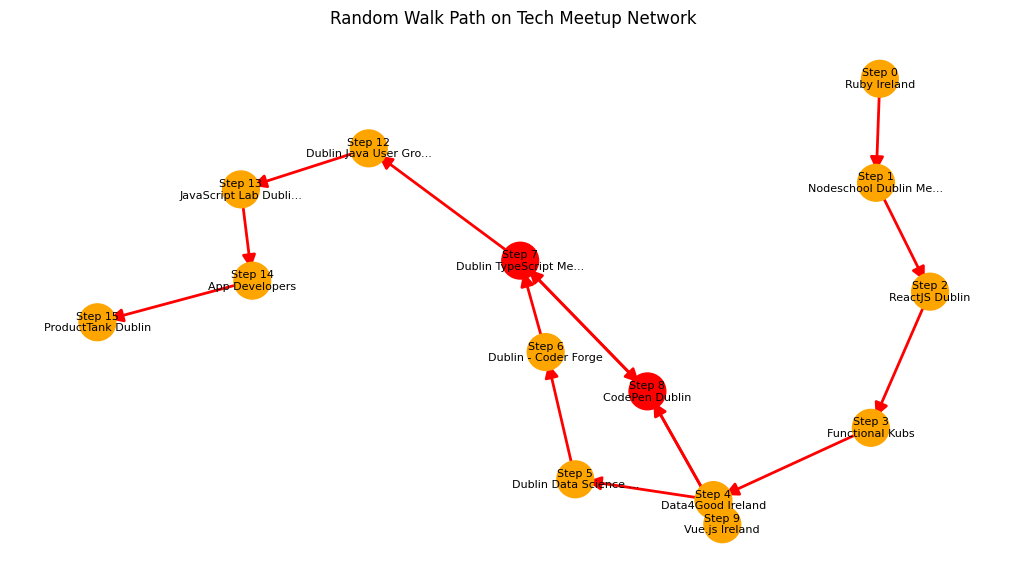 Random Walk Path on Tech Meetup Network
Step 0
Ruby Ireland
Step 1
Nodeschool Dublin Me...
Step 2
ReactJS Dublin
Step 3
Functional Kubs
Step 4
Data4Good Ireland
Step 5
Dublin Data Science ...
Step 6
Dublin - Coder Forge
Step 7
Dublin TypeScript Me...
Step 8
CodePen Dublin
Step 9
Vue.js Ireland
Step 12
Dublin Java User Gro...
Step 13
JavaScript Lab Dubli...
Step 14
App Developers
Step 15
ProductTank Dublin